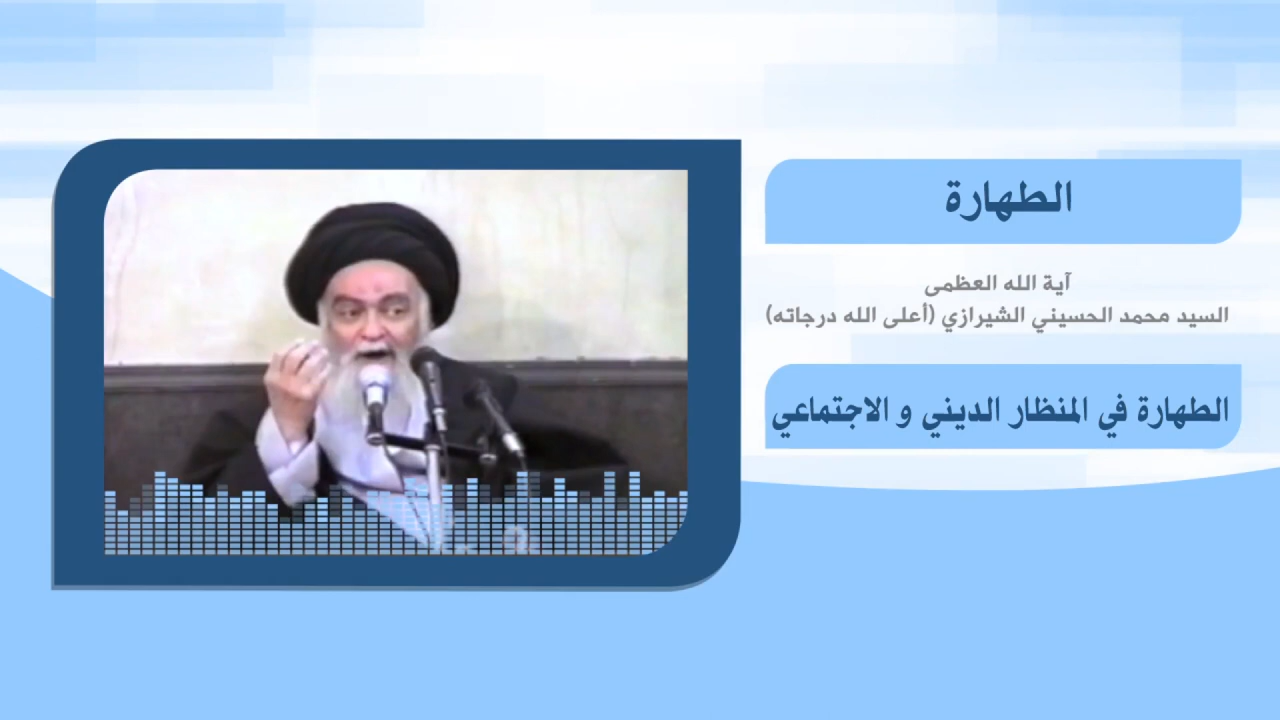 الطهارة
آية الله العظمى
السيد محمد الحسيني الشيرازي (أعلى الله درجاته)
الطهارة في المنظار الديني و الاجتماعي